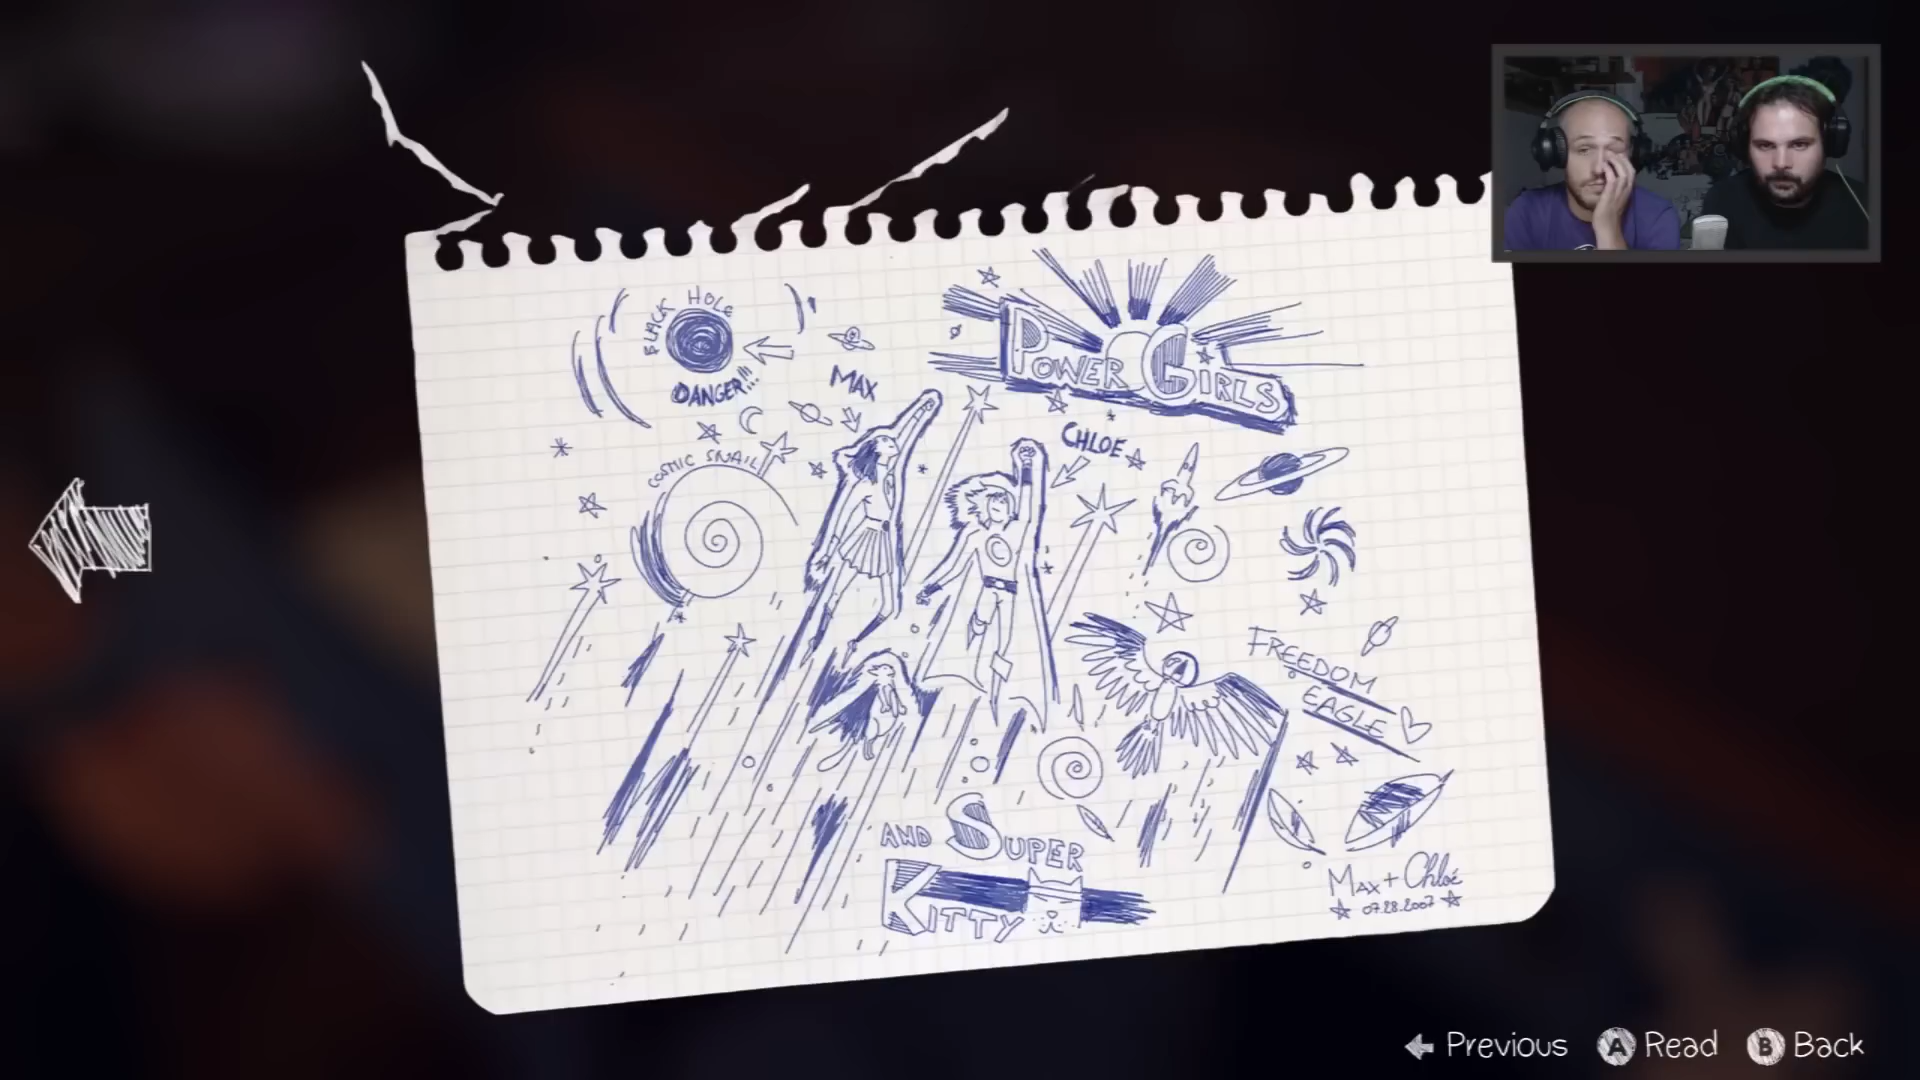 BLACK HOLE
DANGER!!!
MAX
POWER GIRLS
CHLOE
COSMIC SNAIL
M
C
FREEDOM
EAGLE
AND SUPER
KITTY
MAX + Chloé
07.28.2007
Previous
A Read
B Back